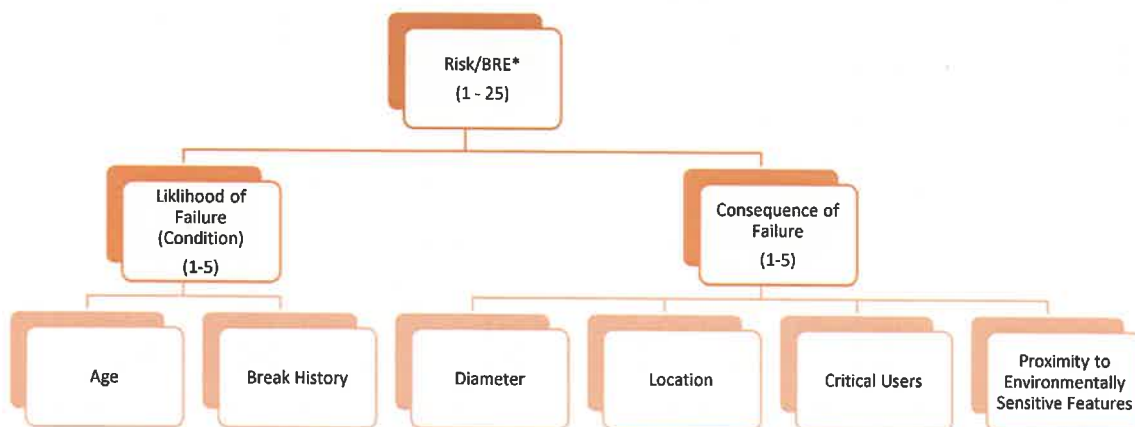 Risk/BRE*
(1 - 25)
Liklihood of
Failure
(Condition)
(1-5)
Consequence of
Failure
(1-5)
Age
Break History
Diameter
Location
Critical Users
Proximity to
Environmentally
Sensitive Features